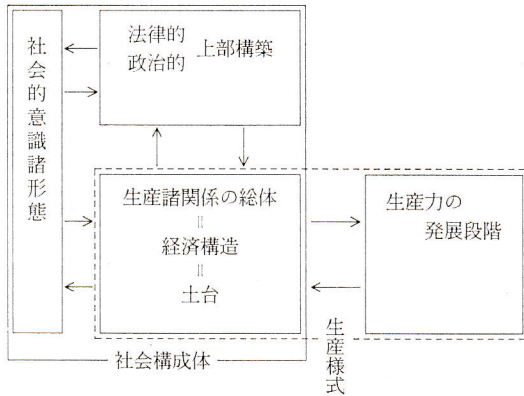 社会的意識諸形態
法律的
政治的
上部構築
生産諸関係の総体
=
経済構造
=
土台
生産力の
発展段階
社会構成体
生産様式